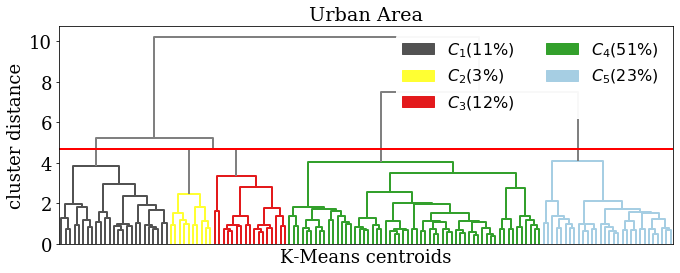 Urban Area
cluster distance
10
8
6
4
2
0
C1(11%)
C2(3%)
C3(12%)
C4(51%)
C5(23%)
K-Means centroids